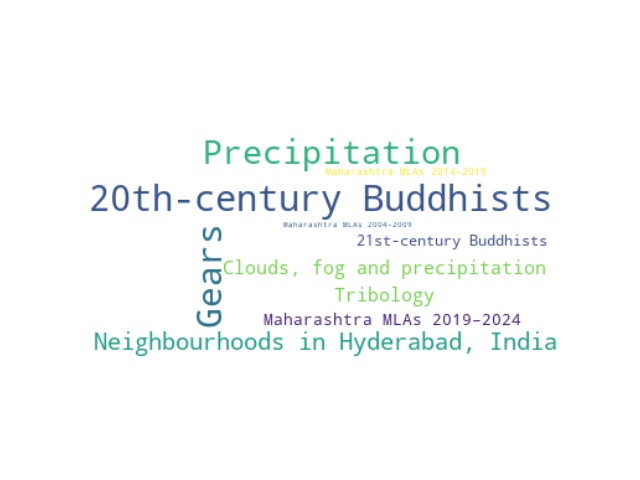 Precipitation
Maharashtra MLAs 2014–2019
20th-century Buddhists
Maharashtra MLAs 2004–2009
21st-century Buddhists
Gears
Clouds, fog and precipitation
Tribology
Maharashtra MLAs 2019–2024
Neighbourhoods in Hyderabad, India